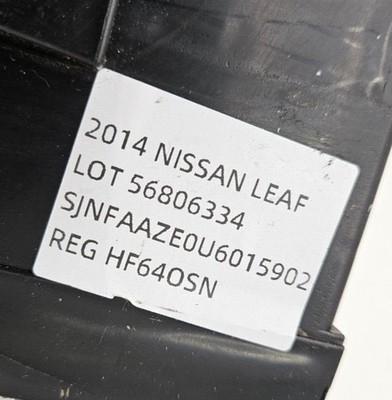 2014 NISSAN LEAF
LOT 56806334
SJNFAAZE0U6015902
REG HF64OSN